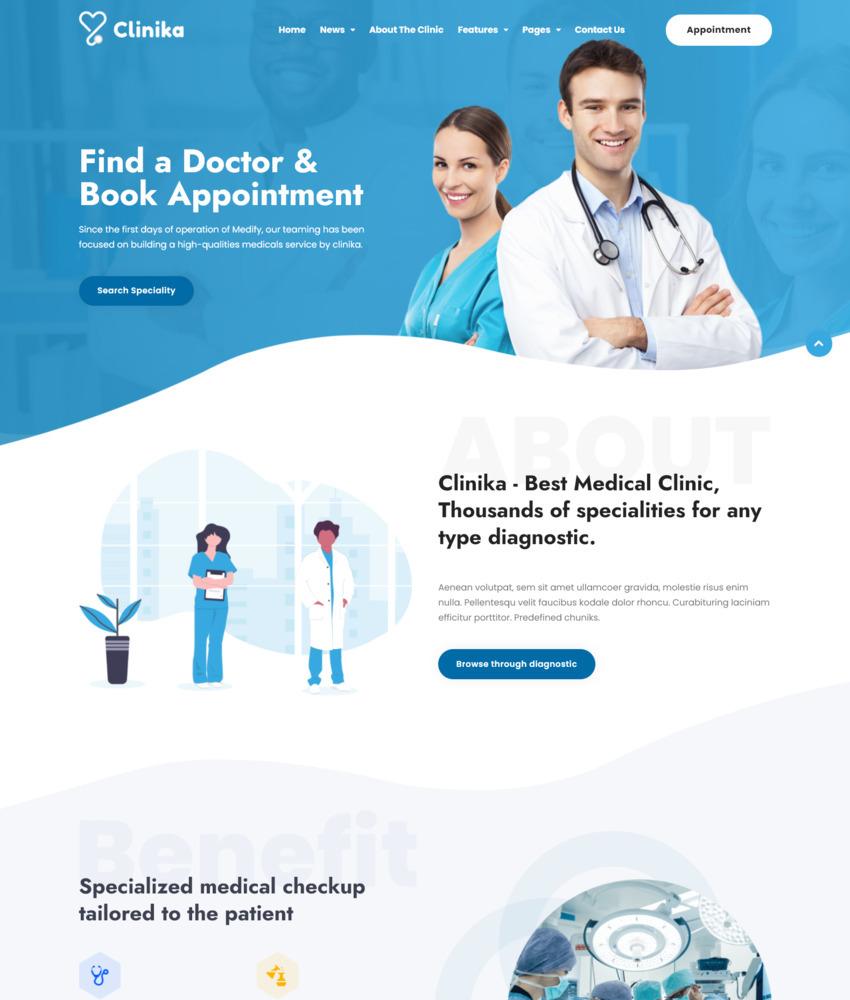 Clinika
Home News About The Clinic Features Pages Contact Us
Appointment
Find a Doctor &
Book Appointment
Since the first days of operation of Medify, our teaming has been
focused on building a high-qualities medicals service by clinika.
Search Speciality
ABOUT
Clinika - Best Medical Clinic,
Thousands of specialities for any
type diagnostic.
Aenean volutpat, sem sit amet ullamcoer gravida, molestie risus enim
nulla. Pellentesqu velit faucibus kodale dolor rhoncu. Curabituring laciniam
efficitur porttitor. Predefined chuniks.
Browse through diagnostic
Benefit
Specialized medical checkup
tailored to the patient